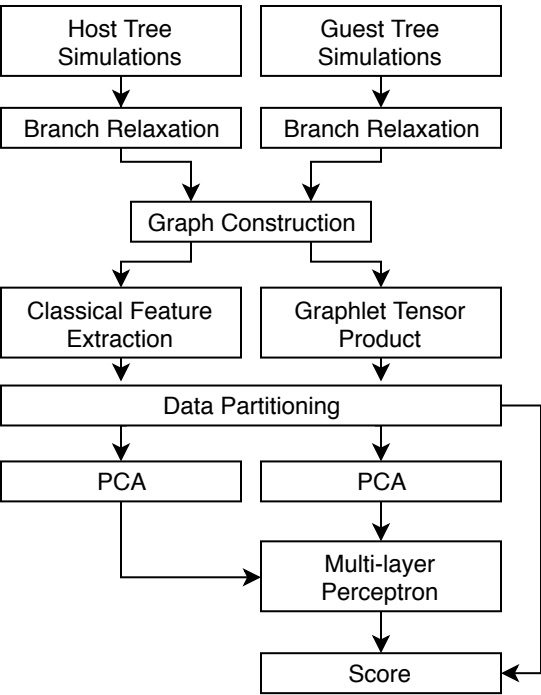 Host Tree
Simulations
Guest Tree
Simulations
Branch Relaxation
Branch Relaxation
Graph Construction
Classical Feature
Extraction
Graphlet Tensor
Product
Data Partitioning
PCA
PCA
Multi-layer
Perceptron
Score